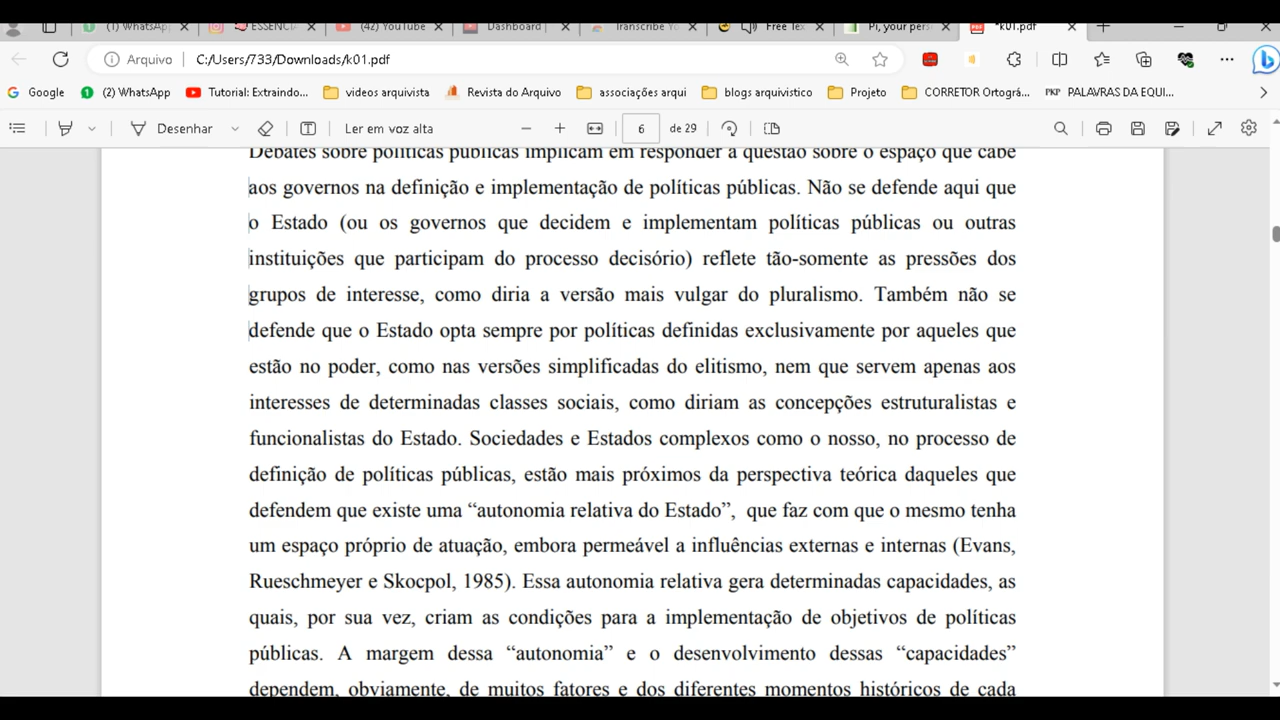 (1) WhatsAp
ESSENCIA
(42) YouTube
Dashboard |
Transcribe Yo
Free Tex
Pi, your pers
*k01.pdf
Arquivo
C:/Users/733/Downloads/k01.pdf
Google
(2) WhatsApp
Tutorial: Extraindo...
videos arquivista
Revista do Arquivo
associações arqui
blogs arquivistico
Projeto
CORRETOR Ortográ...
PKP PALAVRAS DA EQUI...
Desenhar
Ler em voz alta
6
de 29
Debates sobre políticas públicas implicam em responder à questão sobre o espaço que cabe
aos governos na definição e implementação de políticas públicas. Não se defende aqui que
o Estado (ou os governos que decidem e implementam políticas públicas ou outras
instituições que participam do processo decisório) reflete tão-somente as pressões dos
grupos de interesse, como diria a versão mais vulgar do pluralismo. Também não se
defende que o Estado opta sempre por políticas definidas exclusivamente por aqueles que
estão no poder, como nas versões simplificadas do elitismo, nem que servem apenas aos
interesses de determinadas classes sociais, como diriam as concepções estruturalistas e
funcionalistas do Estado. Sociedades e Estados complexos como o nosso, no processo de
definição de políticas públicas, estão mais próximos da perspectiva teórica daqueles que
defendem que existe uma “autonomia relativa do Estado”, que faz com que o mesmo tenha
um espaço próprio de atuação, embora permeável a influências externas e internas (Evans,
Rueschmeyer e Skocpol, 1985). Essa autonomia relativa gera determinadas capacidades, as
quais, por sua vez, criam as condições para a implementação de objetivos de políticas
públicas. A margem dessa “autonomia” e o desenvolvimento dessas “capacidades”
dependem, obviamente, de muitos fatores e dos diferentes momentos históricos de cada